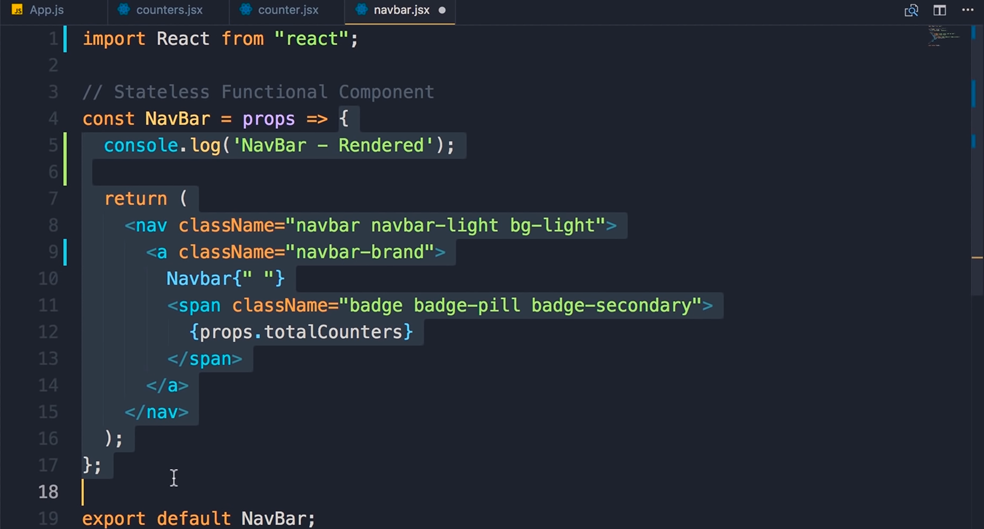 JS App.js counters.jsx counter.jsx navbar.jsx
1 import React from "react";
2
3 // Stateless Functional Component
4 const NavBar = props => {
5 console.log('NavBar - Rendered');
6
7 return (
8 <nav className="navbar navbar-light bg-light">
9 <a className="navbar-brand">
10 Navbar{" "}
11 <span className="badge badge-pill badge-secondary">
12 {props.totalCounters}
13 </span>
14 </a>
15 </nav>
16 );
17 };
18
19 export default NavBar;